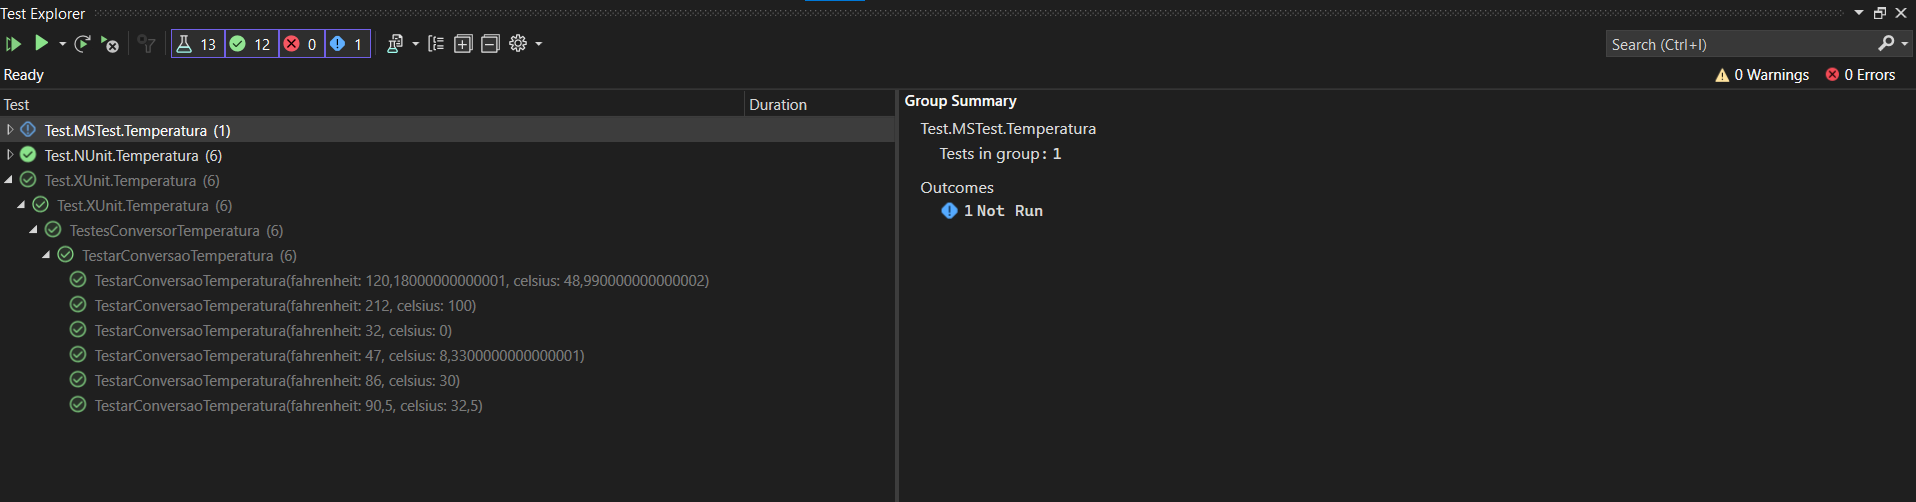 Test Explorer
13 12 0 1
Search (Ctrl+I)
Ready
0 Warnings 0 Errors
Test Duration
Test.MSTest.Temperatura (1)
Test.NUnit.Temperatura (6)
Test.XUnit.Temperatura (6)
Test.XUnit.Temperatura (6)
TestesConversorTemperatura (6)
TestarConversaoTemperatura (6)
TestarConversaoTemperatura(fahrenheit: 120,18000000000001, celsius: 48,990000000000002)
TestarConversaoTemperatura(fahrenheit: 212, celsius: 100)
TestarConversaoTemperatura(fahrenheit: 32, celsius: 0)
TestarConversaoTemperatura(fahrenheit: 47, celsius: 8,3300000000000001)
TestarConversaoTemperatura(fahrenheit: 86, celsius: 30)
TestarConversaoTemperatura(fahrenheit: 90,5, celsius: 32,5)
Group Summary
Test.MSTest.Temperatura
Tests in group: 1
Outcomes
1 Not Run